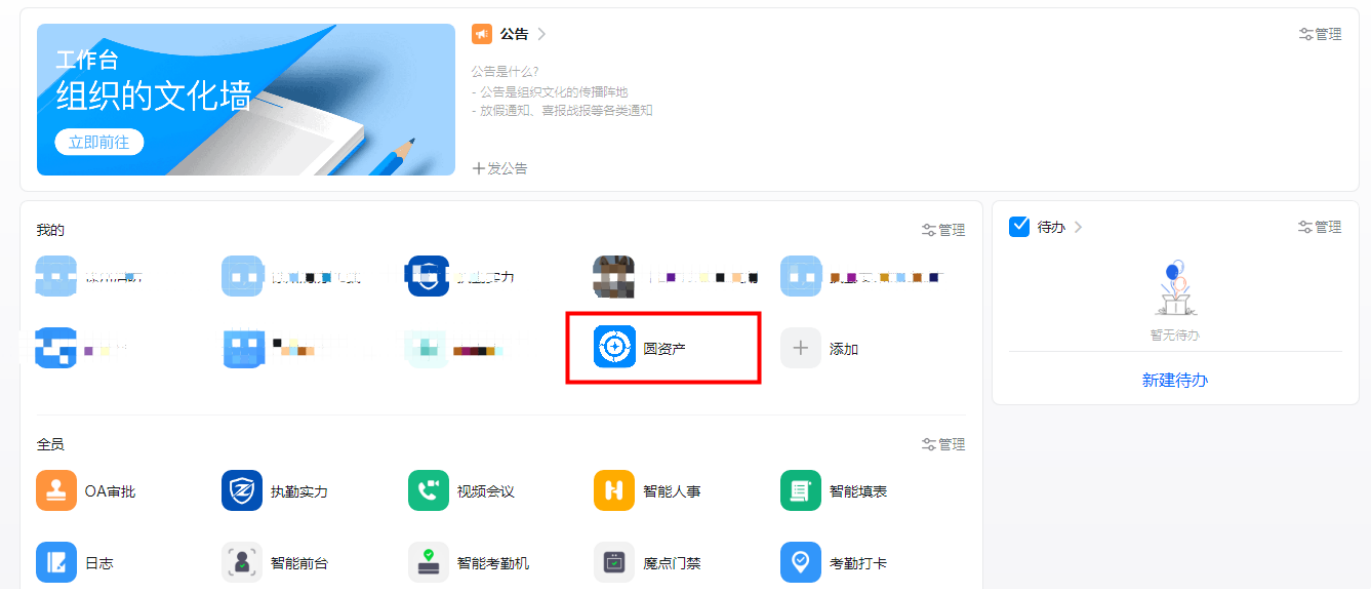 工作台
组织的文化墙
立即前往
公告
管理
公告是什么?
- 公告是组织文化的传播阵地
- 放假通知、喜报战报等各类通知
十发公告
我的
管理
圆资产
添加
待办
管理
暂无待办
新建待办
全员
管理
OA审批
执勤实力
视频会议
智能人事
智能填表
日志
智能前台
智能考勤机
魔点门禁
考勤打卡